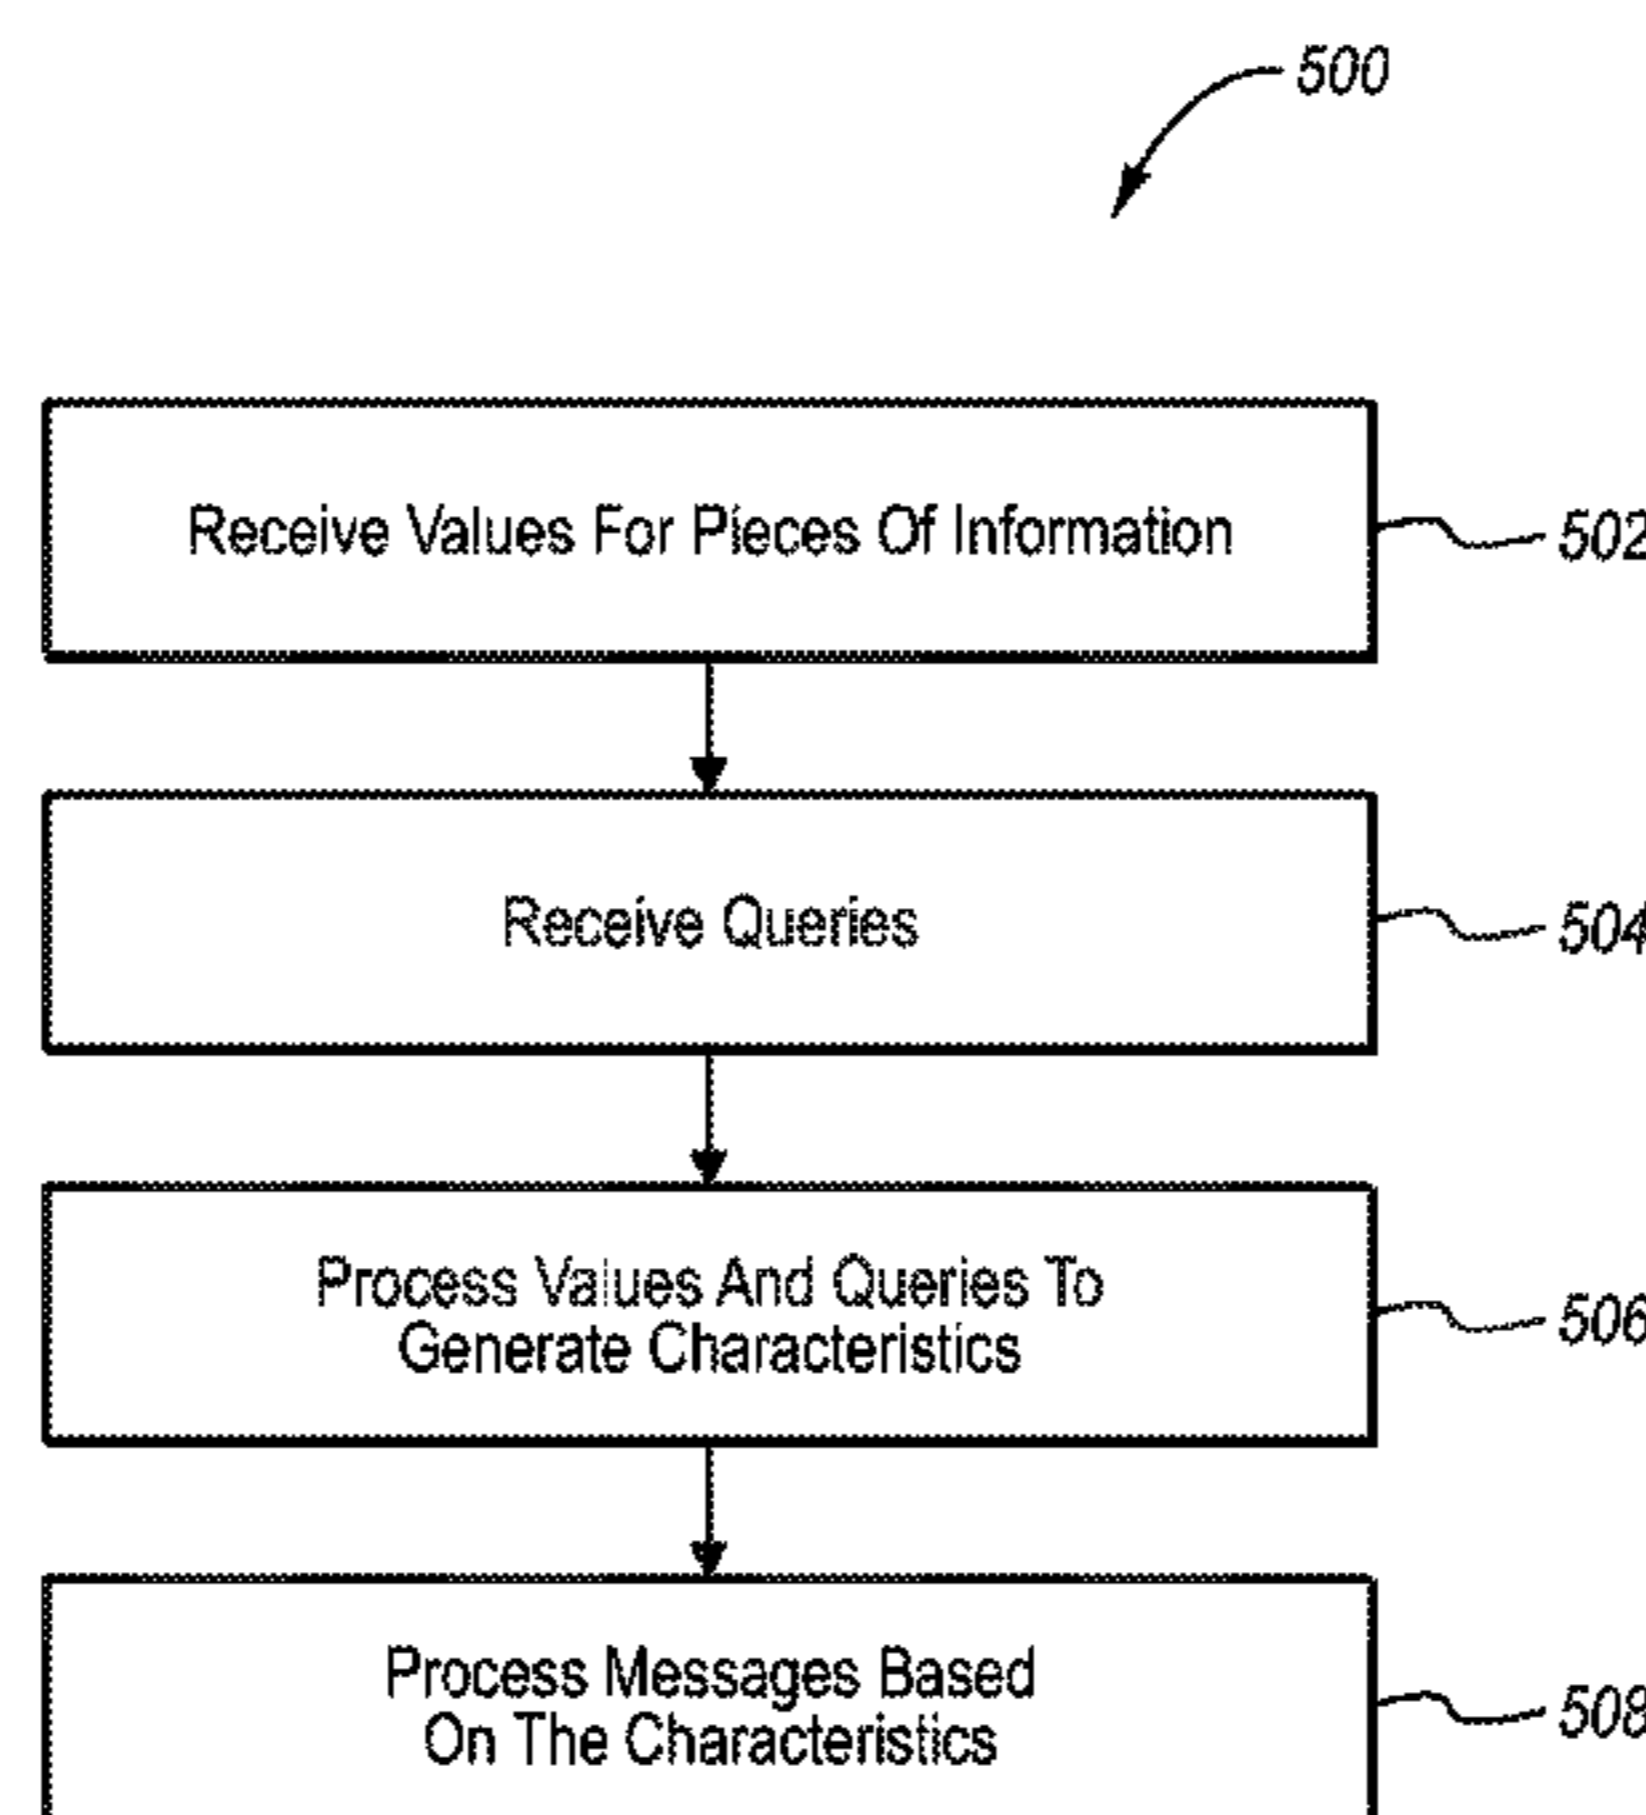 500
Receive Values For Pieces Of Information
502
Receive Queries
504
Process Values And Queries To
Generate Characteristics
506
Process Messages Based
On The Characteristics
508